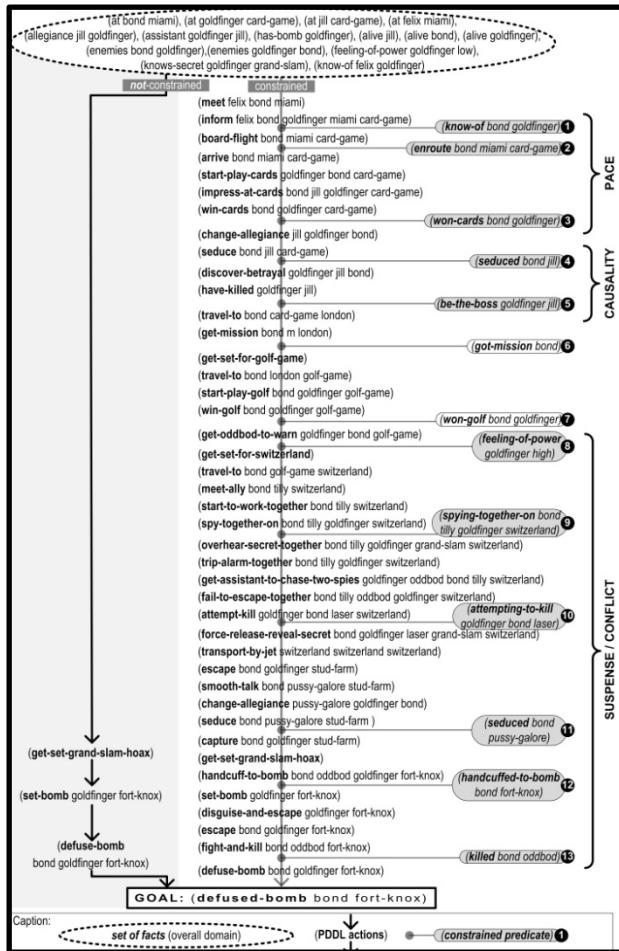 (at bond miami), (at goldfinger card-game), (at jill card-game), (at felix miami),
(allegiance jill goldfinger), (assistant goldfinger jill), (has-bomb goldfinger), (alive jill), (alive bond), (alive goldfinger),
(enemies bond goldfinger),(enemies goldfinger bond), (feeling-of-power goldfinger low),
(knows-secret goldfinger grand-slam), (know-of felix goldfinger)
not-constrained
constrained
(meet felix bond miami)
(inform felix bond goldfinger miami card-game)
(know-of bond goldfinger) 1
(board-flight bond miami card-game)
(enroute bond miami card-game) 2
(arrive bond miami card-game)
(start-play-cards goldfinger bond card-game)
(impress-at-cards bond jill goldfinger card-game)
(win-cards bond goldfinger card-game)
(won-cards bond goldfinger) 3
(change-allegiance jill goldfinger bond)
PACE
(seduce bond jill card-game)
(seduced bond jill) 4
(discover-betrayal goldfinger jill bond)
(have-killed goldfinger jill)
(be-the-boss goldfinger jill) 5
(travel-to bond card-game london)
CAUSALITY
(get-mission bond m london)
(got-mission bond) 6
(get-set-for-golf-game)
(travel-to bond london golf-game)
(start-play-golf bond goldfinger golf-game)
(win-golf bond goldfinger golf-game)
(won-golf bond goldfinger) 7
(get-oddbod-to-warn goldfinger bond golf-game)
(feeling-of-power
goldfinger high) 8
(get-set-for-switzerland)
(travel-to bond golf-game switzerland)
(meet-ally bond tilly switzerland)
(start-to-work-together bond tilly switzerland)
(spy-together-on bond tilly goldfinger switzerland)
(spying-together-on bond
tilly goldfinger switzerland) 9
(overhear-secret-together bond tilly goldfinger grand-slam switzerland)
(trip-alarm-together bond tilly goldfinger switzerland)
(get-assistant-to-chase-two-spies goldfinger oddbod bond tilly switzerland)
(fail-to-escape-together bond tilly oddbod goldfinger switzerland)
(attempt-kill goldfinger bond laser switzerland)
(attempting-to-kill
goldfinger bond laser) 10
(force-release-reveal-secret bond goldfinger laser grand-slam switzerland)
(transport-by-jet switzerland switzerland switzerland)
(escape bond goldfinger stud-farm)
(smooth-talk bond pussy-galore stud-farm)
(change-allegiance pussy-galore goldfinger bond)
(seduce bond pussy-galore stud-farm )
(seduced bond
pussy-galore) 11
(capture bond goldfinger stud-farm)
(get-set-grand-slam-hoax)
(handcuff-to-bomb bond oddbod goldfinger fort-knox)
(handcuffed-to-bomb
bond fort-knox) 12
(set-bomb goldfinger fort-knox)
(disguise-and-escape goldfinger fort-knox)
(escape bond goldfinger fort-knox)
(fight-and-kill bond oddbod fort-knox)
(killed bond oddbod) 13
(defuse-bomb bond goldfinger fort-knox)
SUSPENSE / CONFLICT
(get-set-grand-slam-hoax)
(set-bomb goldfinger fort-knox)
(defuse-bomb
bond goldfinger fort-knox)
GOAL: (defused-bomb bond fort-knox)
Caption:
set of facts (overall domain)
(PDDL actions)
(constrained predicate) 1